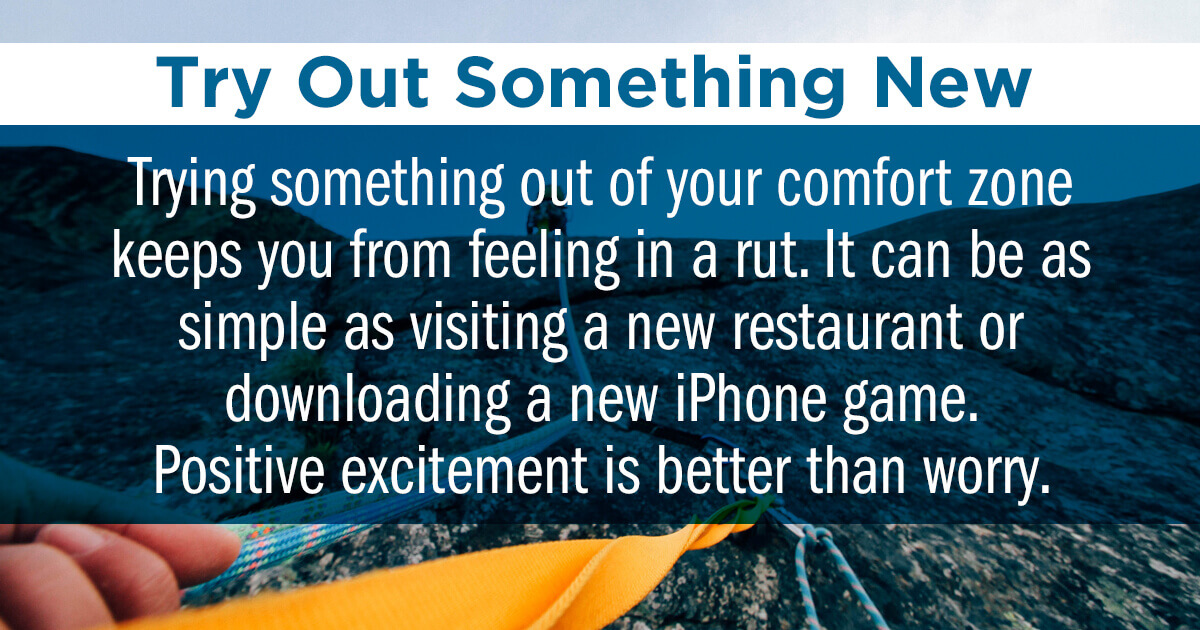 Try Out Something New
Trying something out of your comfort zone
keeps you from feeling in a rut. It can be as
simple as visiting a new restaurant or
downloading a new iPhone game.
Positive excitement is better than worry.